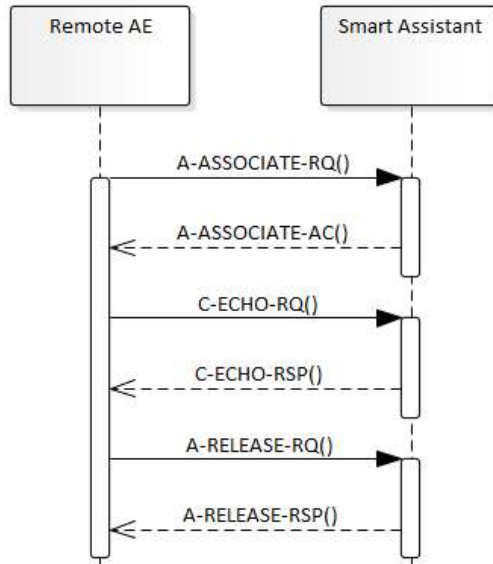 Remote AE
Smart Assistant
A-ASSOCIATE-RQ()
A-ASSOCIATE-AC()
C-ECHO-RQ()
C-ECHO-RSP()
A-RELEASE-RQ()
A-RELEASE-RSP()